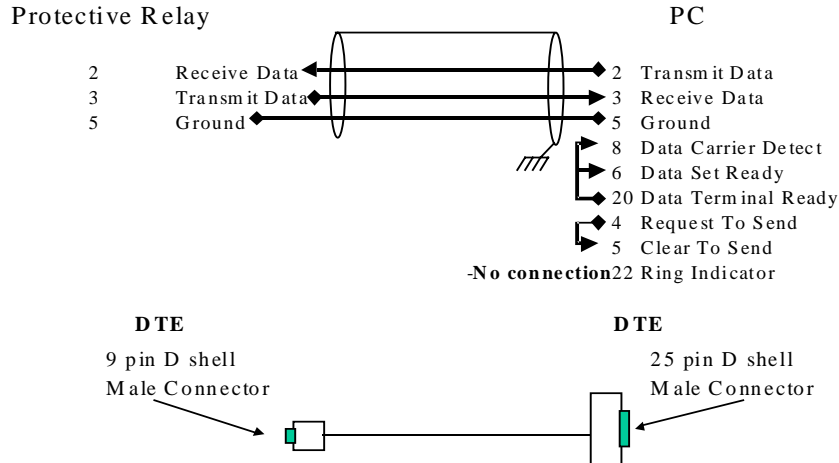 Protective Relay PC
2 Receive Data 2 Transmit Data
3 Transmit Data 3 Receive Data
5 Ground 5 Ground
8 Data Carrier Detect
6 Data Set Ready
20 Data Terminal Ready
4 Request To Send
5 Clear To Send
-No connection22 Ring Indicator
DTE DTE
9 pin D shell 25 pin D shell
Male Connector Male Connector